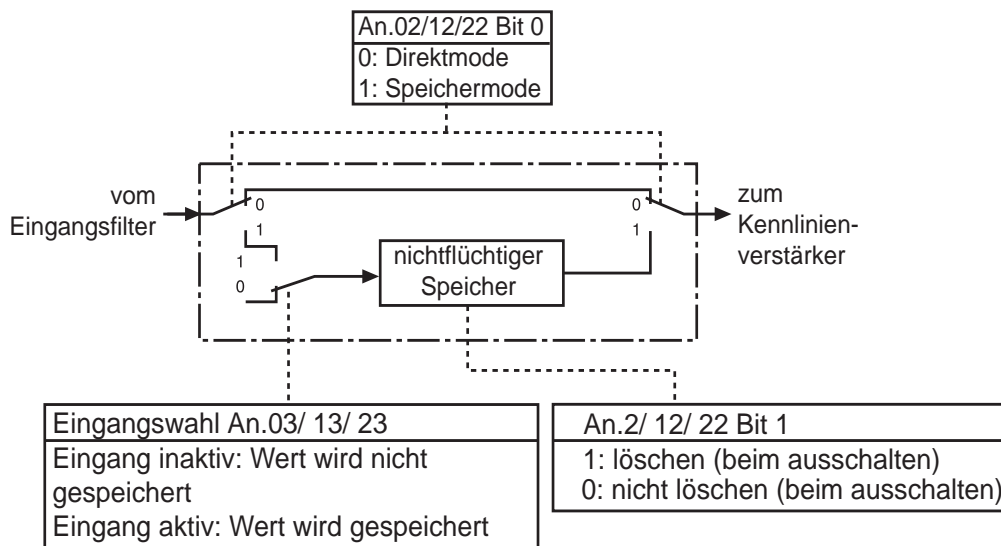 An.02/12/22 Bit 0
0: Direktmode
1: Speichermode
vom
Eingangsfilter
0
1
1
0
nichtflüchtiger
Speicher
0
1
zum
Kennlinien-
verstärker
Eingangswahl An.03/ 13/ 23
Eingang inaktiv: Wert wird nicht
gespeichert
Eingang aktiv: Wert wird gespeichert
An.2/ 12/ 22 Bit 1
1: löschen (beim ausschalten)
0: nicht löschen (beim ausschalten)